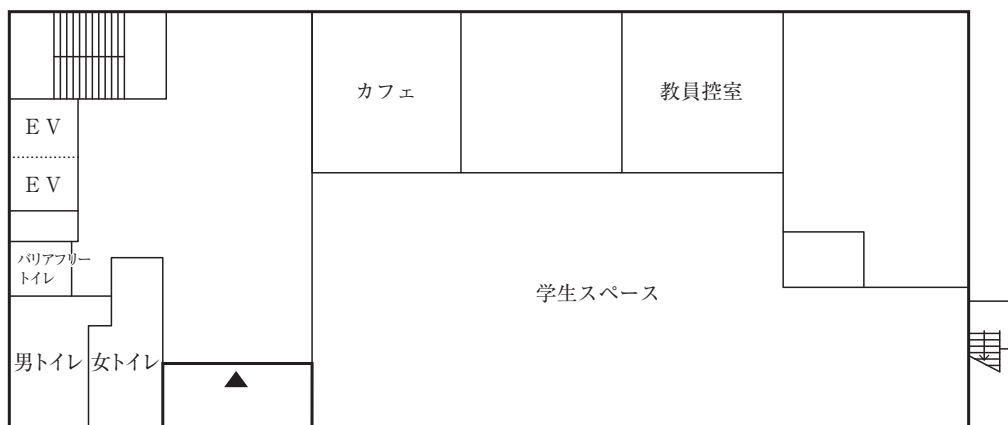 カフェ
教員控室
ＥＶ
ＥＶ
バリアフリー
トイレ
学生スペース
男トイレ
女トイレ